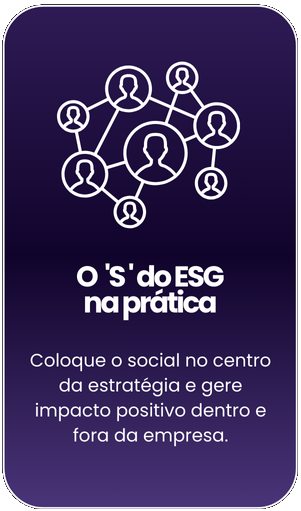 O 'S' do ESG
na prática
Coloque o social no centro
da estratégia e gere
impacto positivo dentro e
fora da empresa.